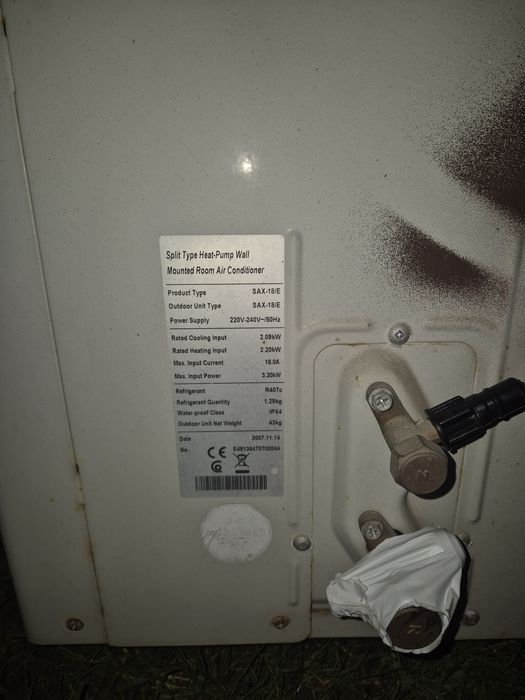 Split Type Heat-Pump Wall
Mounted Room Air Conditioner
Product Type SAX-18/E
Outdoor Unit Type SAX-18/E
Power Supply 220V-240V~/50Hz
Rated Cooling Input 2.09kW
Rated Heating Input 2.20kW
Max. Input Current 16.0A
Max. Input Power 3.20kW
Refrigerant R407c
Refrigerant Quantity 1.28kg
Water-proof Class IPX4
Outdoor Unit Net Weight 43kg
Date 2007.11.14
No. E48136470700044
CE